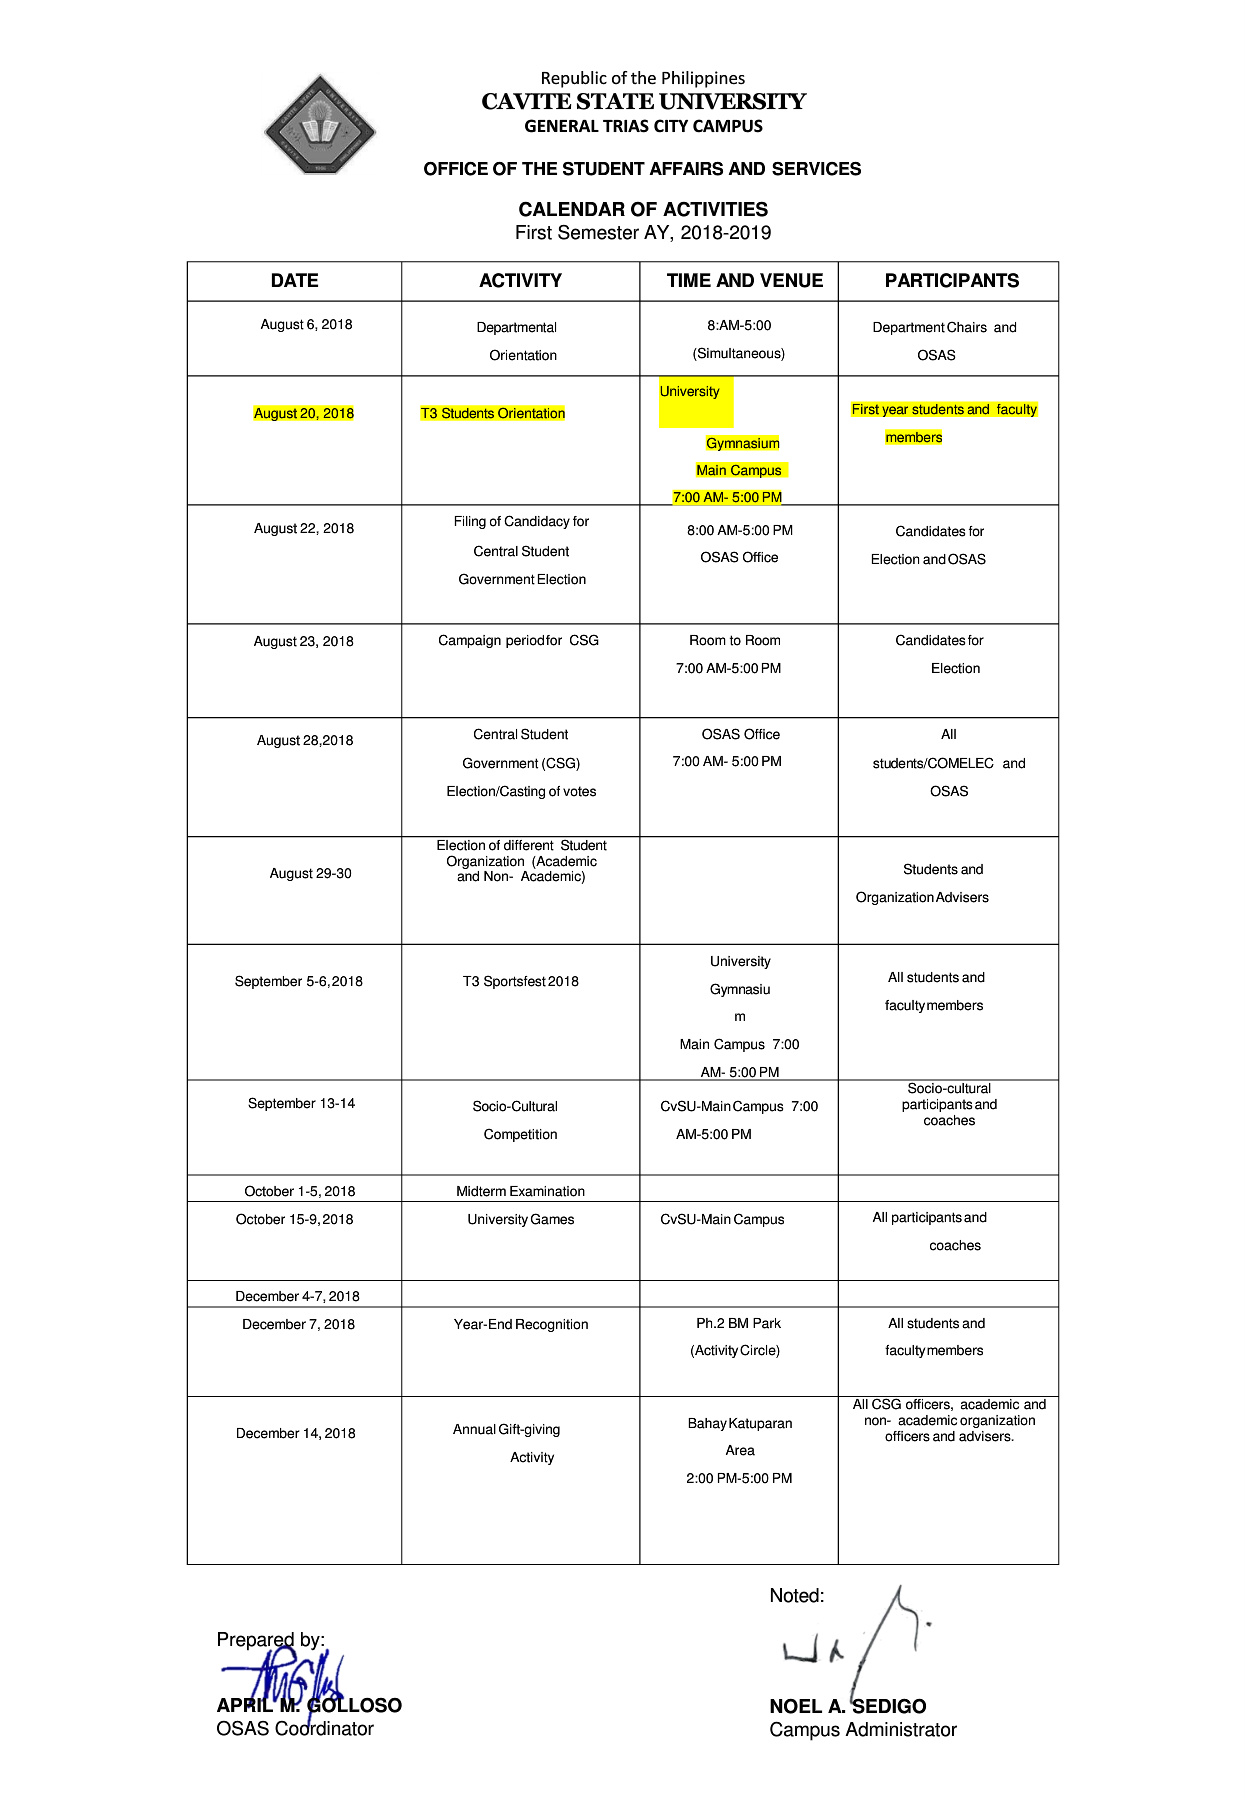 Republic of the Philippines
CAVITE STATE UNIVERSITY
GENERAL TRIAS CITY CAMPUS
OFFICE OF THE STUDENT AFFAIRS AND SERVICES
CALENDAR OF ACTIVITIES
First Semester AY, 2018-2019
DATE ACTIVITY TIME AND VENUE PARTICIPANTS
August 6, 2018
Departmental
Orientation
8:AM-5:00
(Simultaneous)
Department Chairs and
OSAS
August 20, 2018
T3 Students Orientation
University
Gymnasium
Main Campus
7:00 AM- 5:00 PM
First year students and faculty
members
August 22, 2018
Filing of Candidacy for
Central Student
Government Election
8:00 AM-5:00 PM
OSAS Office
Candidates for
Election and OSAS
August 23, 2018
Campaign period for CSG
Room to Room
7:00 AM-5:00 PM
Candidates for
Election
August 28,2018
Central Student
Government (CSG)
Election/Casting of votes
OSAS Office
7:00 AM- 5:00 PM
All
students/COMELEC and
OSAS
August 29-30
Election of different Student
Organization (Academic
and Non- Academic)
Students and
Organization Advisers
September 5-6, 2018
T3 Sportsfest 2018
University
Gymnasiu
m
Main Campus 7:00
AM- 5:00 PM
All students and
faculty members
September 13-14
Socio-Cultural
Competition
CvSU-Main Campus 7:00
AM-5:00 PM
Socio-cultural
participants and
coaches
October 1-5, 2018
Midterm Examination
October 15-9, 2018
University Games
CvSU-Main Campus
All participants and
coaches
December 4-7, 2018
December 7, 2018
Year-End Recognition
Ph.2 BM Park
(Activity Circle)
All students and
faculty members
December 14, 2018
Annual Gift-giving
Activity
Bahay Katuparan
Area
2:00 PM-5:00 PM
All CSG officers, academic and
non- academic organization
officers and advisers.
Noted:
Prepared by:
APRIL M. GOLLOSO
OSAS Coordinator
NOEL A. SEDIGO
Campus Administrator